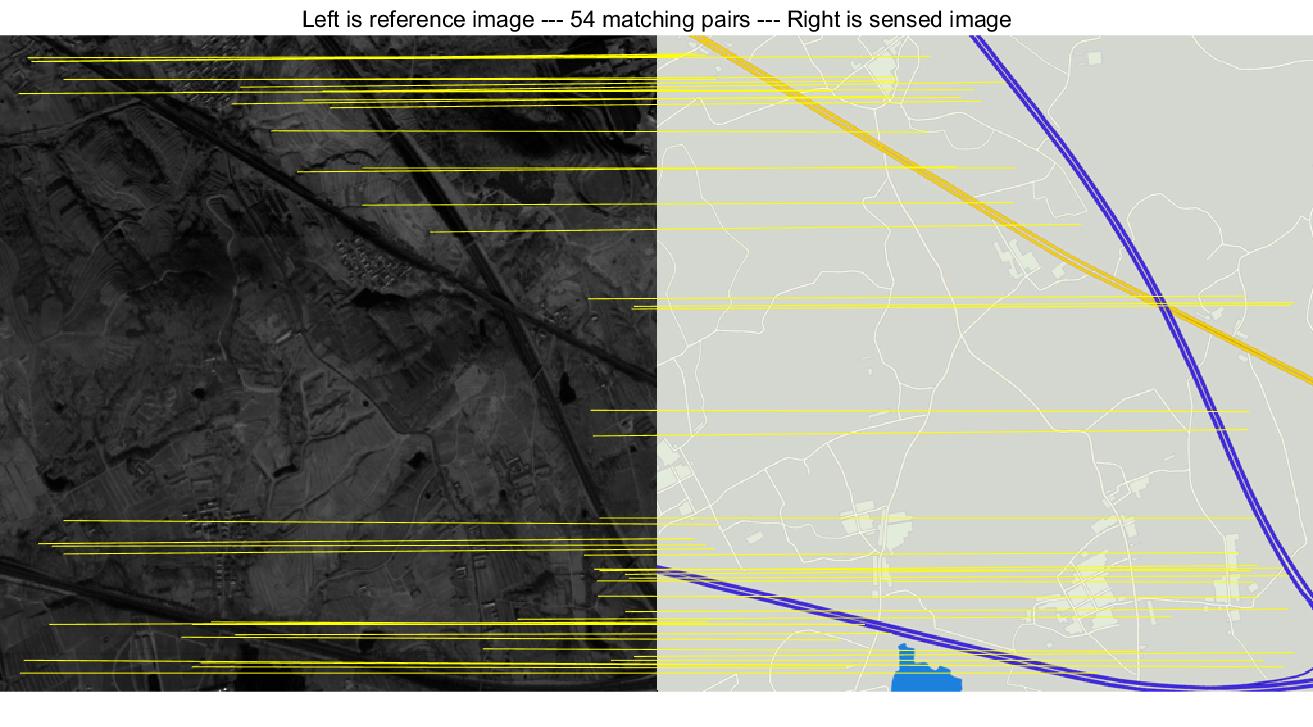 Left is reference image --- 54 matching pairs --- Right is sensed image